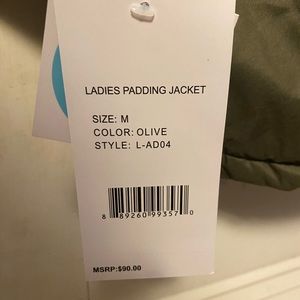 LADIES PADDING JACKET
SIZE: M
COLOR: OLIVE
STYLE: L-AD04
8 89260 99357 0
MSRP:$90.00